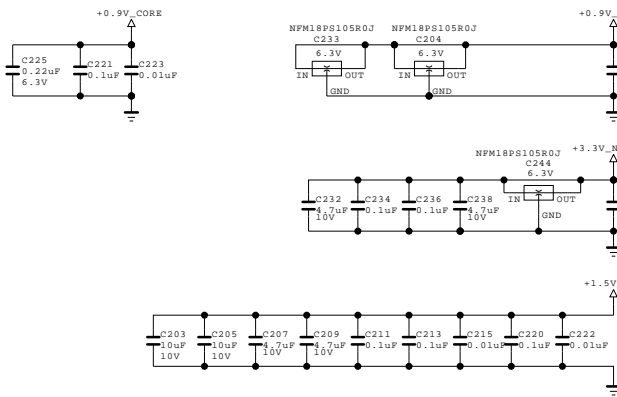 +0.9V_CORE
C225
0.22uF
6.3V
C221
0.1uF
C223
0.01uF
NFM18PS105R0J
C233
6.3V
IN
OUT
GND
NFM18PS105R0J
C204
6.3V
IN
OUT
GND
+0.9V_
NFM18PS105R0J
C244
6.3V
IN
OUT
GND
+3.3V_N
C232
4.7uF
10V
C234
0.1uF
C236
0.1uF
C238
4.7uF
10V
+1.5V
C203
10uF
10V
C205
10uF
10V
C207
4.7uF
10V
C209
4.7uF
10V
C211
0.1uF
C213
0.1uF
C215
0.01uF
C220
0.1uF
C222
0.01uF